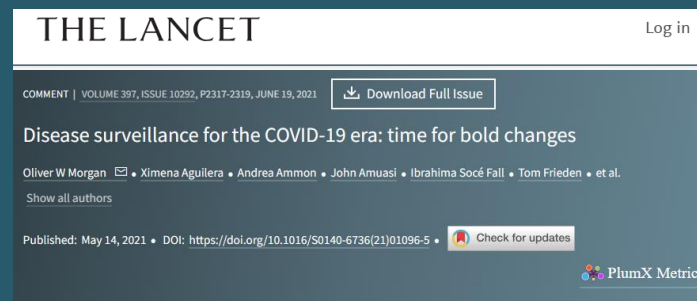 THE LANCET
Log in
COMMENT | VOLUME 397, ISSUE 10292, P2317-2319, JUNE 19, 2021
Download Full Issue
Disease surveillance for the COVID-19 era: time for bold changes
Oliver W Morgan • Ximena Aguilera • Andrea Ammon • John Amuasi • Ibrahima Socé Fall • Tom Frieden • et al.
Show all authors
Published: May 14, 2021 • DOI: https://doi.org/10.1016/S0140-6736(21)01096-5 •
Check for updates
PlumX Metric